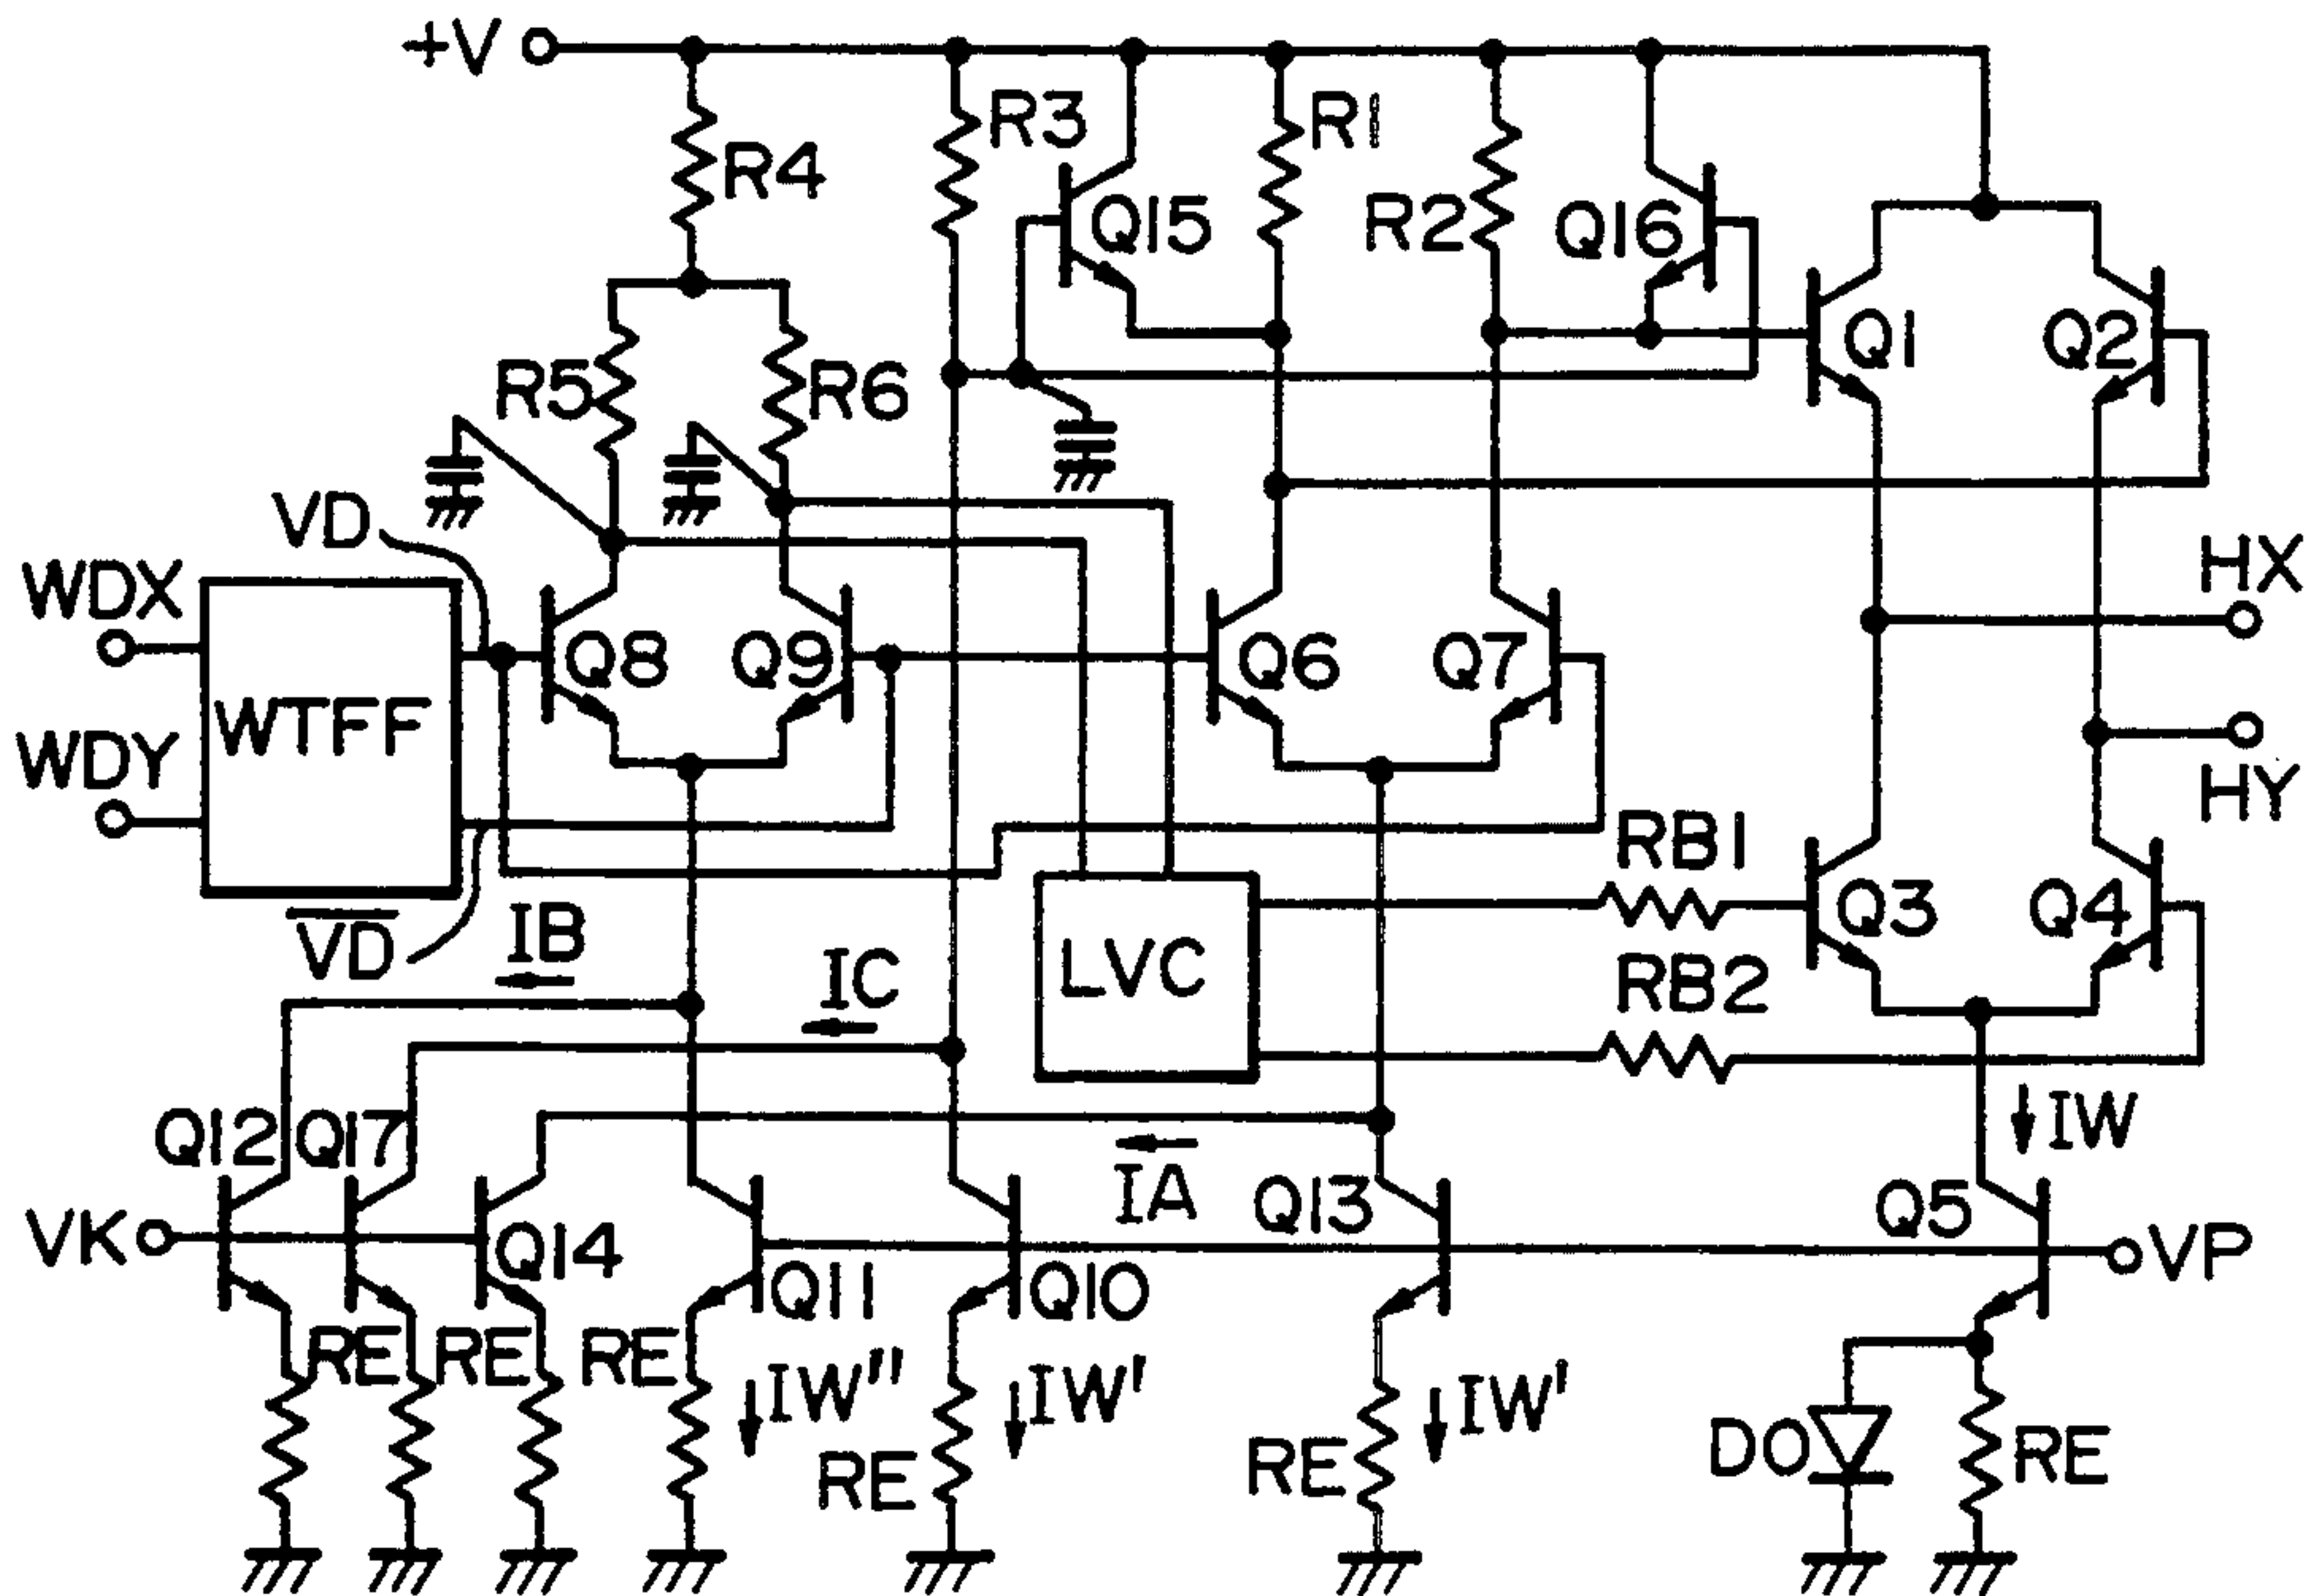 +V
R3
R1
R4
Q15
R2
Q16
Q1
Q2
R5
R6
VD
WDX
HX
Q8
Q9
Q6
Q7
WTFF
WDY
HY
RB1
VD
IB
IC
LVC
Q3
Q4
RB2
Q12
Q17
IA
IW
Q13
Q5
VK
Q14
VP
Q11
Q10
RE
RE
RE
IW"
IW'
IW'
RE
RE
DO
RE